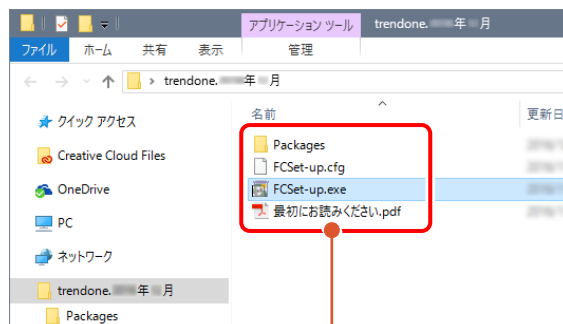 アプリケーション ツール trendone. 年 月
ファイル ホーム 共有 表示 管理
trendone. 年 月
名前 更新日
クイック アクセス
Packages
Creative Cloud Files
FCSet-up.cfg
OneDrive
FCSet-up.exe
PC
最初にお読みください.pdf
ネットワーク
trendone. 年 月
Packages